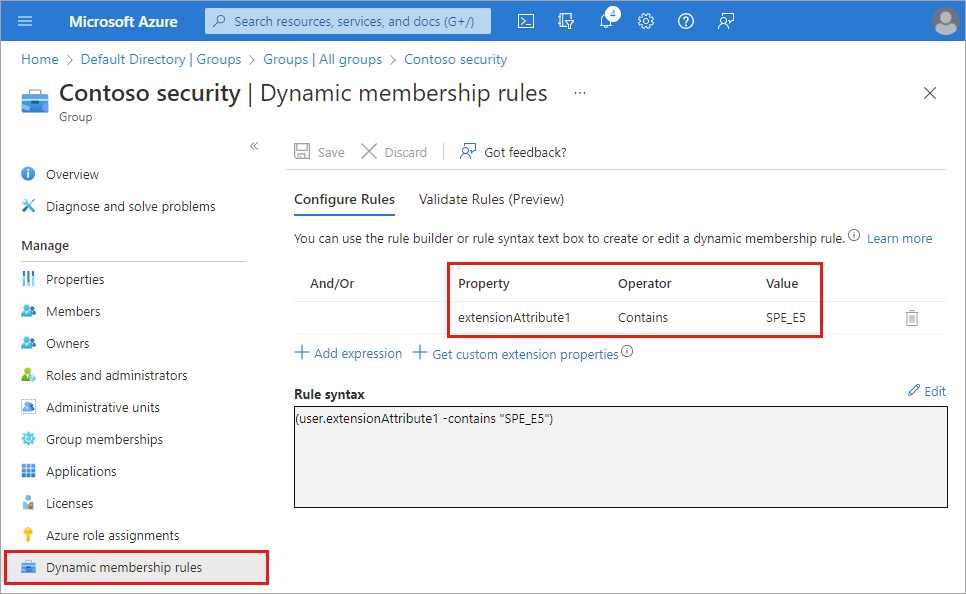 Microsoft Azure
Search resources, services, and docs (G+/)
4
Home > Default Directory | Groups > Groups | All groups > Contoso security
Contoso security | Dynamic membership rules ...
Group
«
Save Discard Got feedback?
Overview
Diagnose and solve problems
Manage
Properties
Members
Owners
Roles and administrators
Administrative units
Group memberships
Applications
Licenses
Azure role assignments
Dynamic membership rules
Configure Rules Validate Rules (Preview)
You can use the rule builder or rule syntax text box to create or edit a dynamic membership rule. Learn more
And/Or Property Operator Value
extensionAttribute1 Contains SPE_E5
+ Add expression + Get custom extension properties
Rule syntax Edit
(user.extensionAttribute1 -contains "SPE_E5")